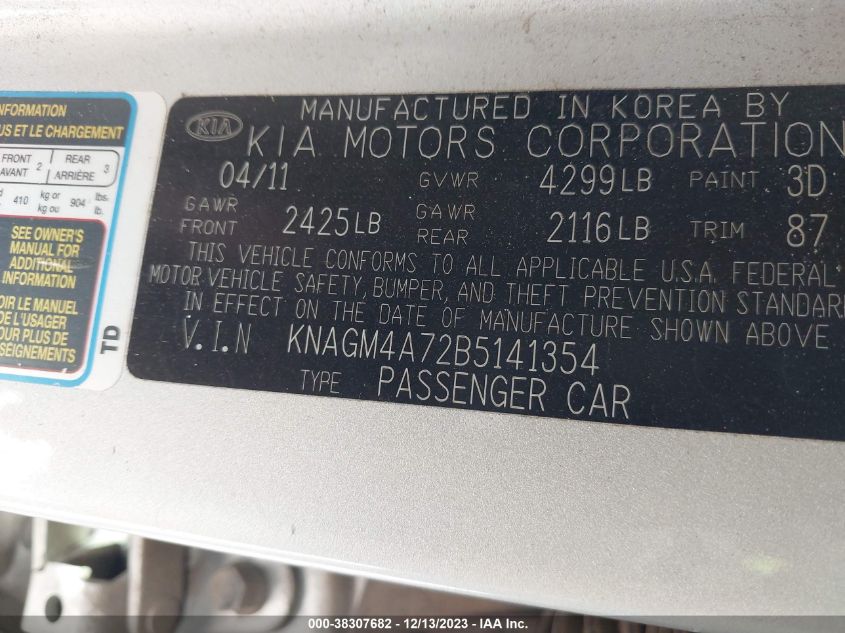 NFORMATION
US ET LE CHARGEMENT
FRONT 2 REAR 3
AVANT ARRIÈRE
410 kg or 904 lbs.
kg ou lb.
SEE OWNER'S
MANUAL FOR
ADDITIONAL
INFORMATION
OIR LE MANUEL
DE L'USAGER
POUR PLUS DE
TD
KIA
MANUFACTURED IN KOREA BY
KIA MOTORS CORPORATION
04/11 GVWR 4299LB PAINT 3D
GAWR FRONT 2425LB GAWR REAR 2116LB TRIM 87
THIS VEHICLE CONFORMS TO ALL APPLICABLE U.S.A. FEDERAL
MOTOR VEHICLE SAFETY, BUMPER, AND THEFT PREVENTION STANDAR
IN EFFECT ON THE DATE OF MANUFACTURE SHOWN ABOVE
V.I.N KNAGM4A72B5141354
TYPE PASSENGER CAR
000-38307682 - 12/13/2023 - IAA Inc.